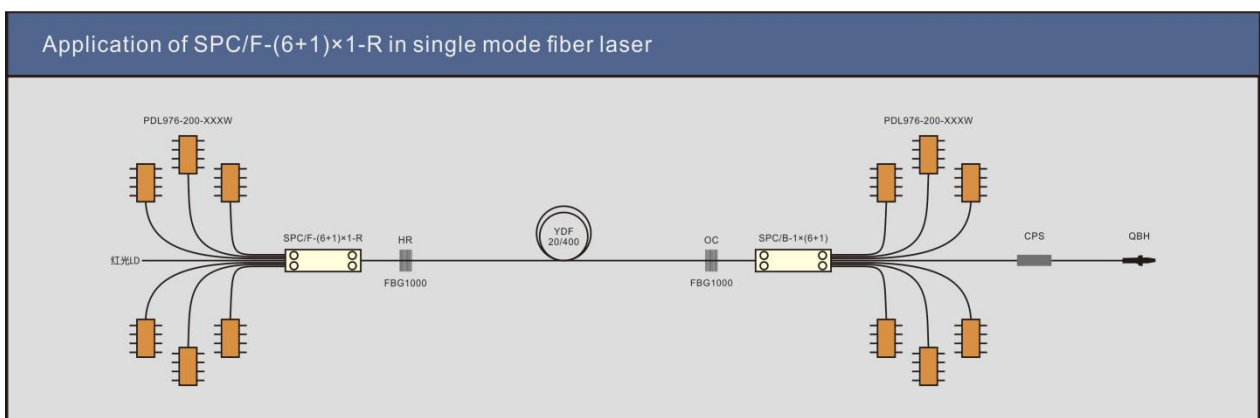 Application of SPC/F-(6+1)×1-R in single mode fiber laser
PDL976-200-XXXW
PDL976-200-XXXW
SPC/F-(6+1)×1-R
HR
YDF
20/400
OC
SPC/B-1×(6+1)
CPS
QBH
红光LD
FBG1000
FBG1000